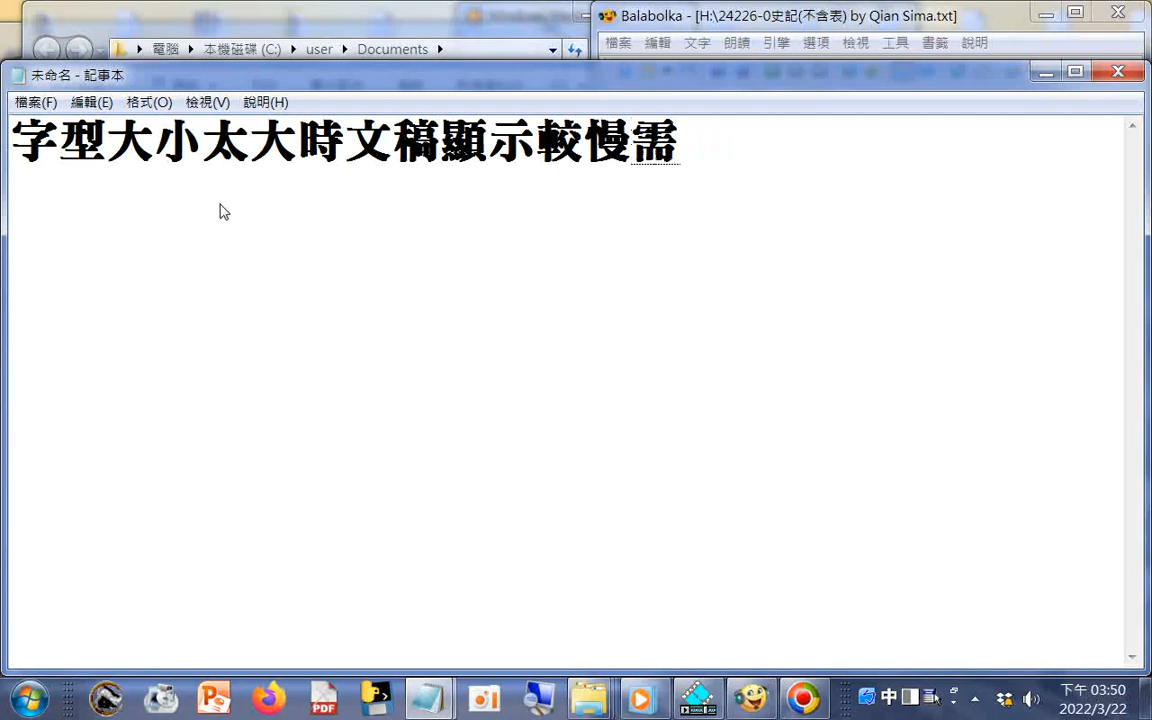 Balabolka - [H:\24226-0史記(不含表) by Qian Sima.txt]
電腦 本機磁碟 (C:) user Documents
檔案 編輯 文字 朗讀 引擎 選項 檢視 工具 書籤 說明
未命名 - 記事本
檔案(F) 編輯(E) 格式(O) 檢視(V) 說明(H)
字型大小太大時文稿顯示較慢需
PDF
中
下午 03:50
2022/3/22